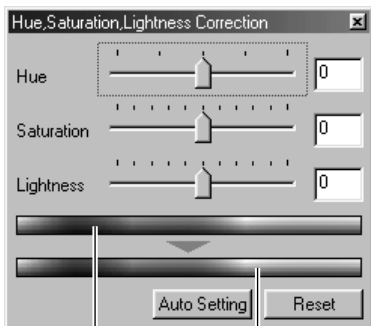 Hue,Saturation,Lightness Correction
Hue 0
Saturation 0
Lightness 0
Auto Setting Reset